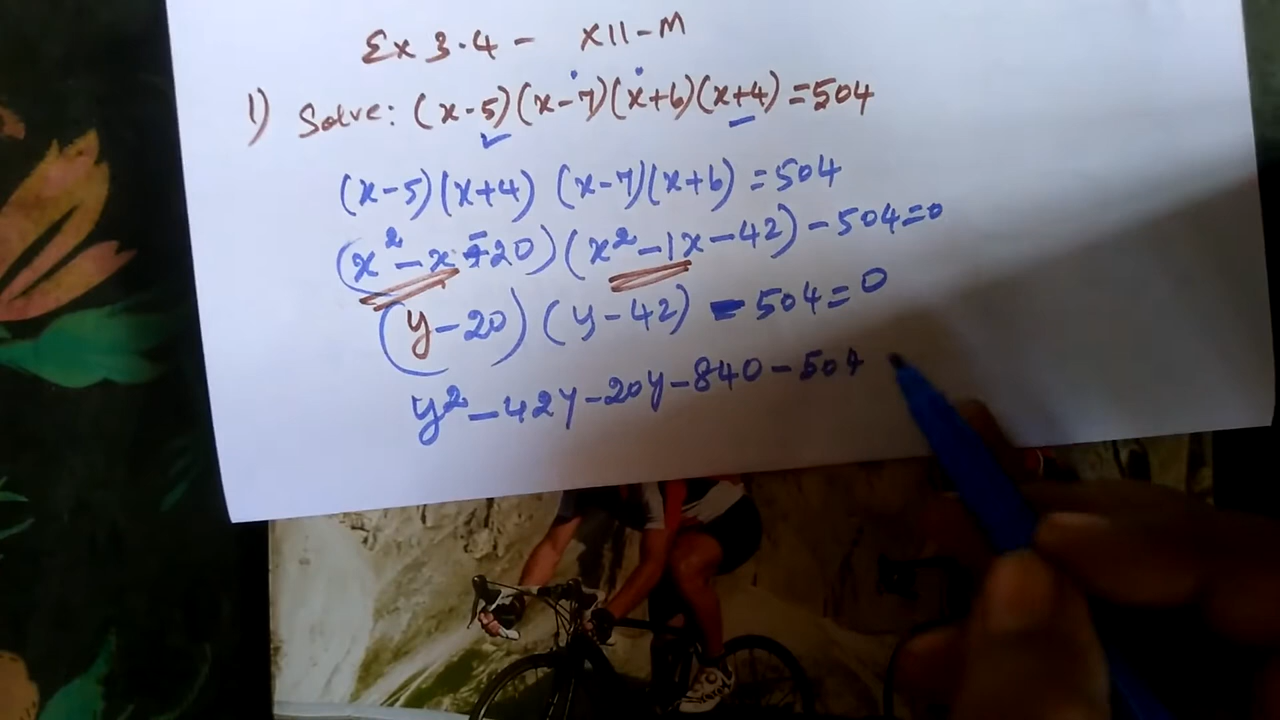 Ex 3.4 - XII-M
1) Solve: (x-5)(x-7)(x+6)(x+4)=504
(x-5)(x+4) (x-7)(x+6)=504
(x²-x-20)(x²-1x-42)-504=0
(y-20)(y-42)-504=0
y²-42y-20y-840-504